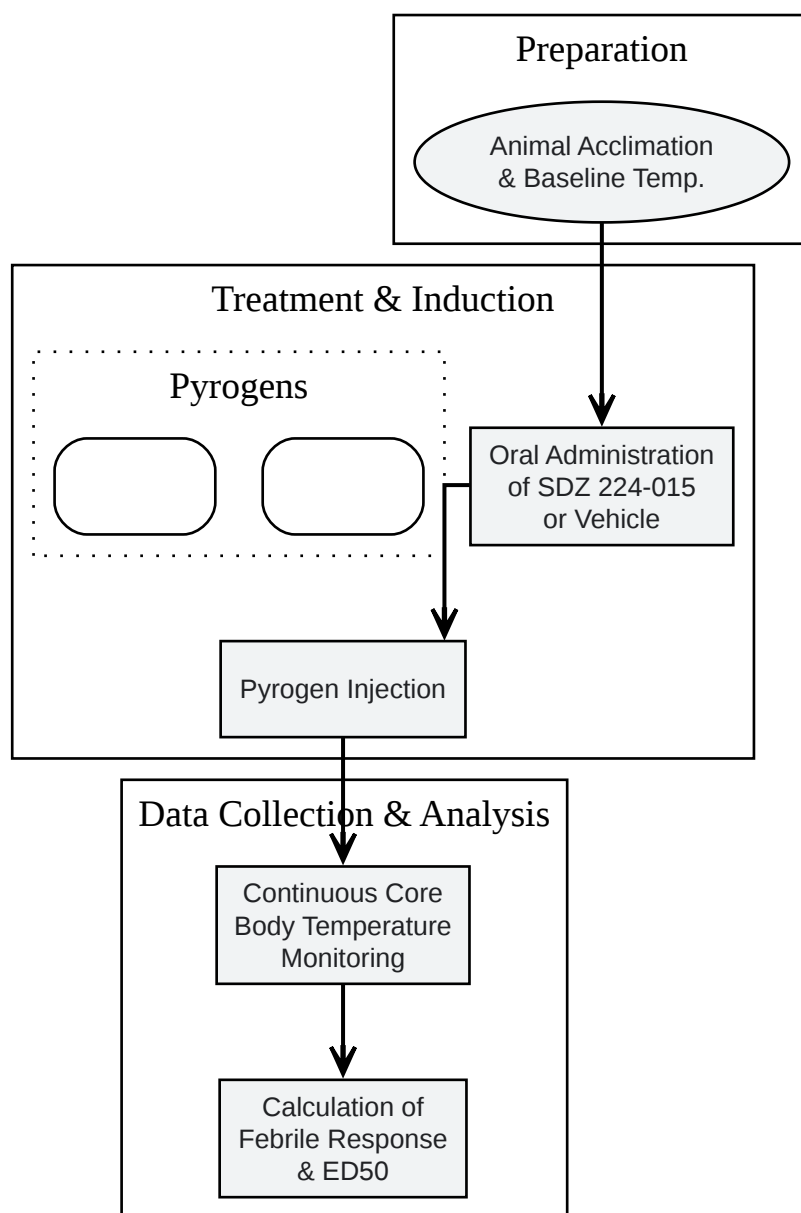 Preparation
Animal Acclimation
& Baseline Temp.
Treatment & Induction
Pyrogens
Oral Administration
of SDZ 224-015
or Vehicle
Pyrogen Injection
Data Collection & Analysis
Continuous Core
Body Temperature
Monitoring
Calculation of
Febrile Response
& ED50